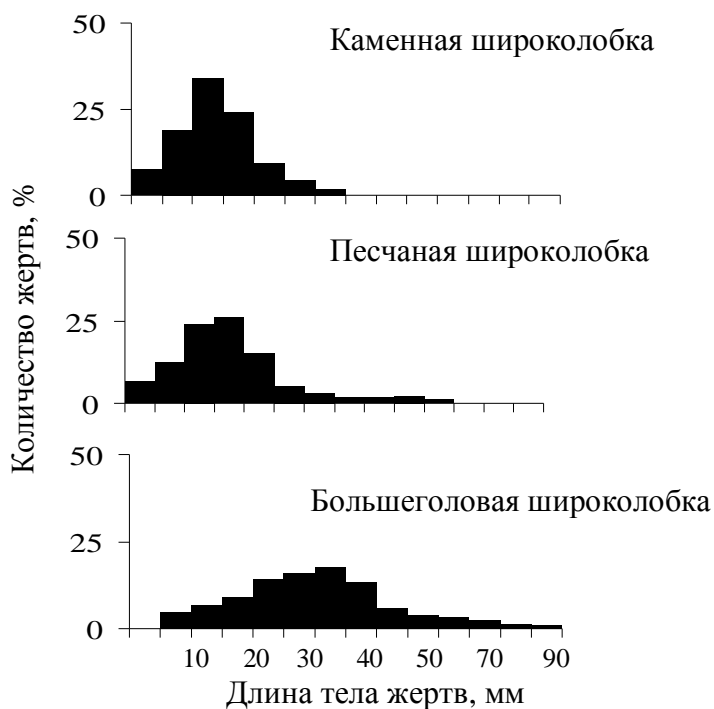 50
Каменная широколобка
25
0
50
Песчаная широколобка
25
0
50
Большеголовая широколобка
25
0
Количество жертв, %
10 20 30 40 50 70 90
Длина тела жертв, мм